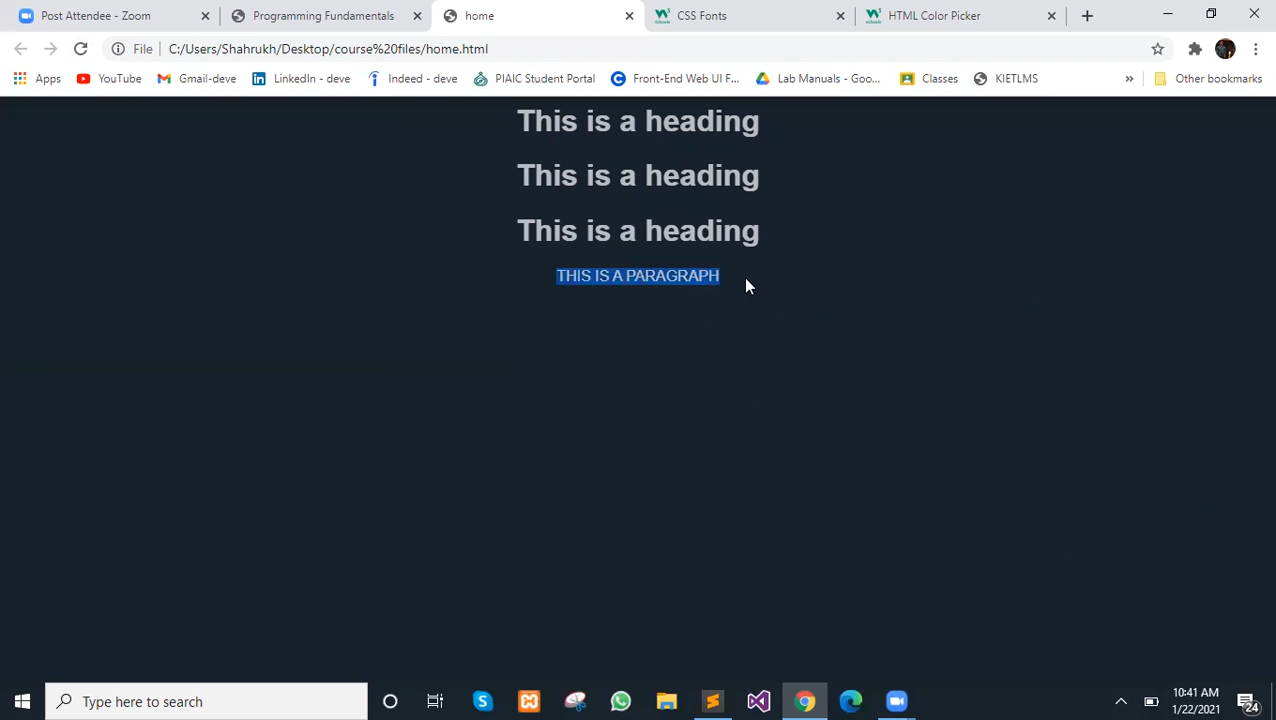 Post Attendee - Zoom
Programming Fundamentals
home
CSS Fonts
HTML Color Picker
File
C:/Users/Shahrukh/Desktop/course%20files/home.html
Apps
YouTube
Gmail-deve
LinkedIn - deve
Indeed - deve
PIAIC Student Portal
Front-End Web UI F...
Lab Manuals - Goo...
Classes
KIETLMS
»
Other bookmarks
This is a heading
This is a heading
This is a heading
THIS IS A PARAGRAPH
Type here to search
10:41 AM
1/22/2021
24